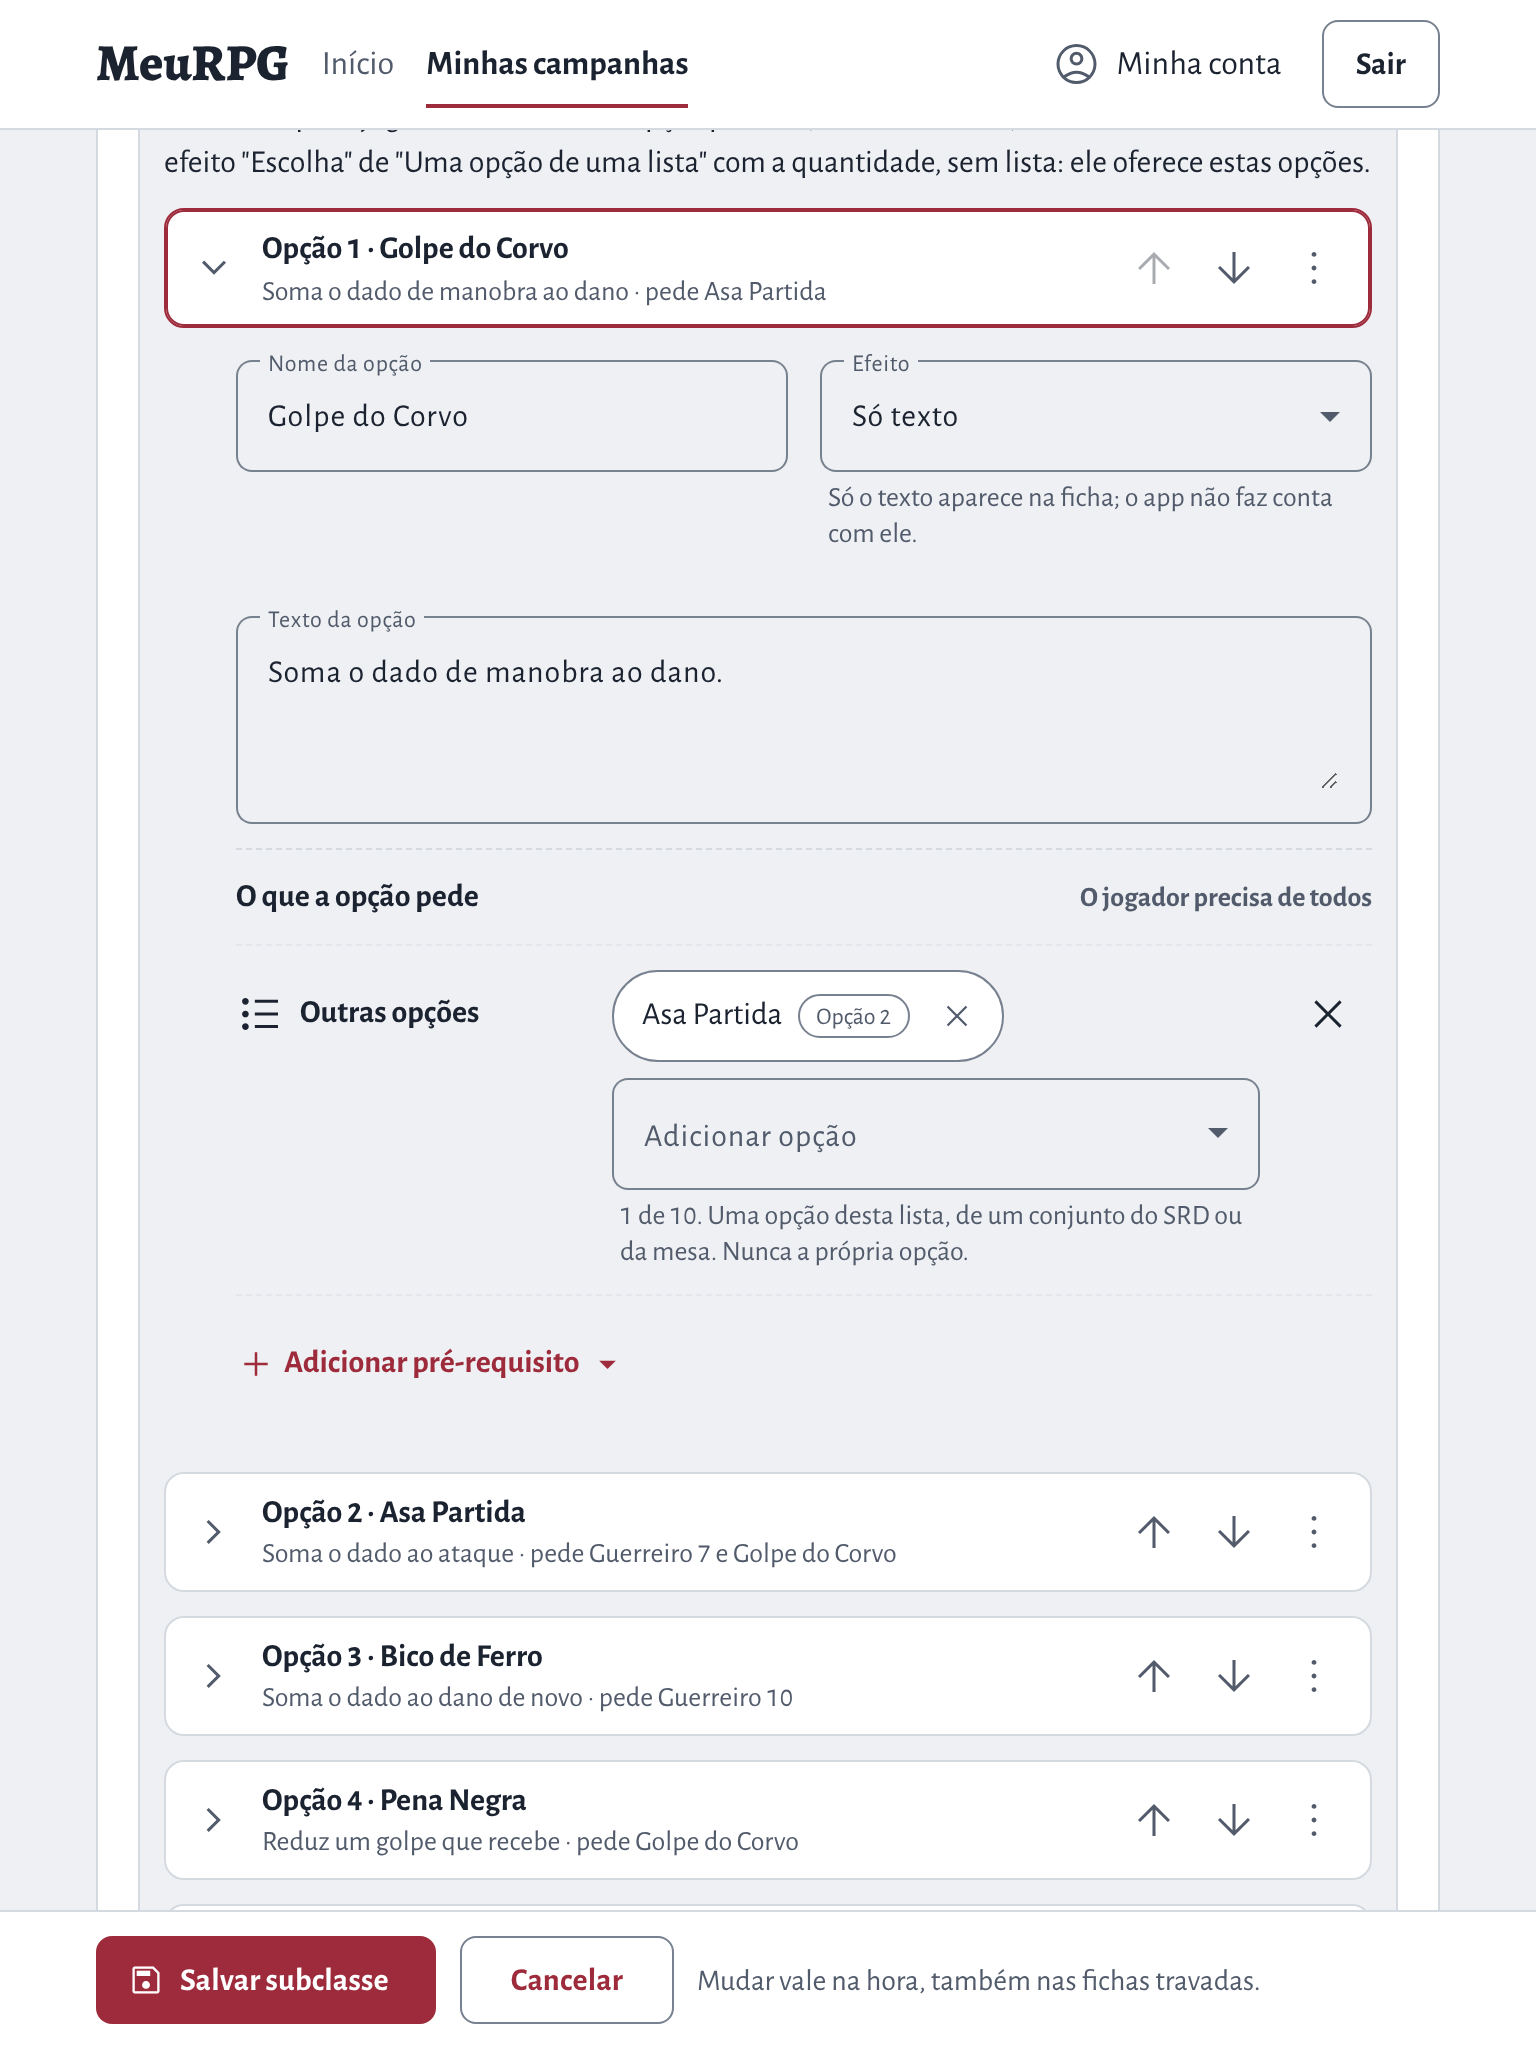 MeuRPG
Início
Minhas campanhas
Minha conta
Sair
efeito "Escolha" de "Uma opção de uma lista" com a quantidade, sem lista: ele oferece estas opções.
Opção 1 · Golpe do Corvo
Soma o dado de manobra ao dano · pede Asa Partida
Nome da opção
Golpe do Corvo
Efeito
Só texto
Só o texto aparece na ficha; o app não faz conta
com ele.
Texto da opção
Soma o dado de manobra ao dano.
O que a opção pede
O jogador precisa de todos
Outras opções
Asa Partida
Opção 2
Adicionar opção
1 de 10. Uma opção desta lista, de um conjunto do SRD ou
da mesa. Nunca a própria opção.
Adicionar pré-requisito
Opção 2 · Asa Partida
Soma o dado ao ataque · pede Guerreiro 7 e Golpe do Corvo
Opção 3 · Bico de Ferro
Soma o dado ao dano de novo · pede Guerreiro 10
Opção 4 · Pena Negra
Reduz um golpe que recebe · pede Golpe do Corvo
Salvar subclasse
Cancelar
Mudar vale na hora, também nas fichas travadas.